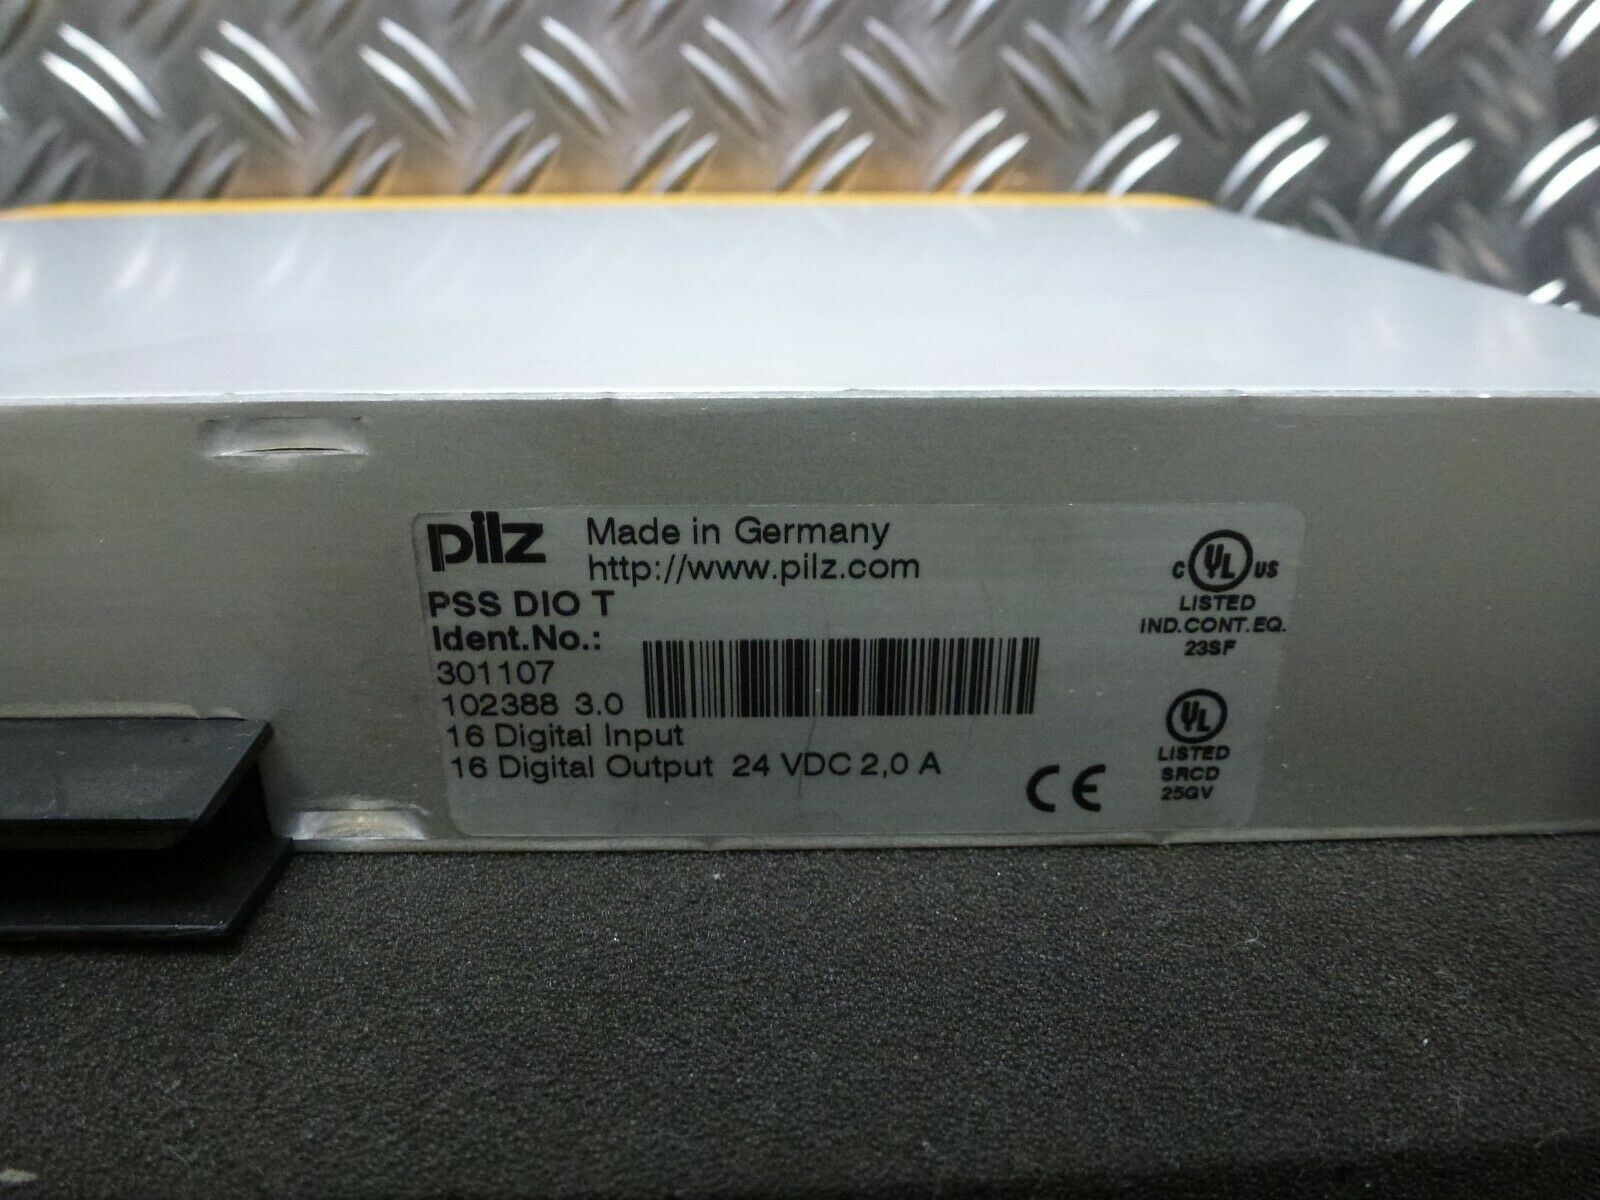 pilz Made in Germany
http://www.pilz.com
PSS DIO T
Ident.No.:
301107
102388 3.0
16 Digital Input
16 Digital Output 24 VDC 2,0 A
CE
C UL US
LISTED
IND.CONT.EQ.
23SF
UL
LISTED
SRCD
25GV